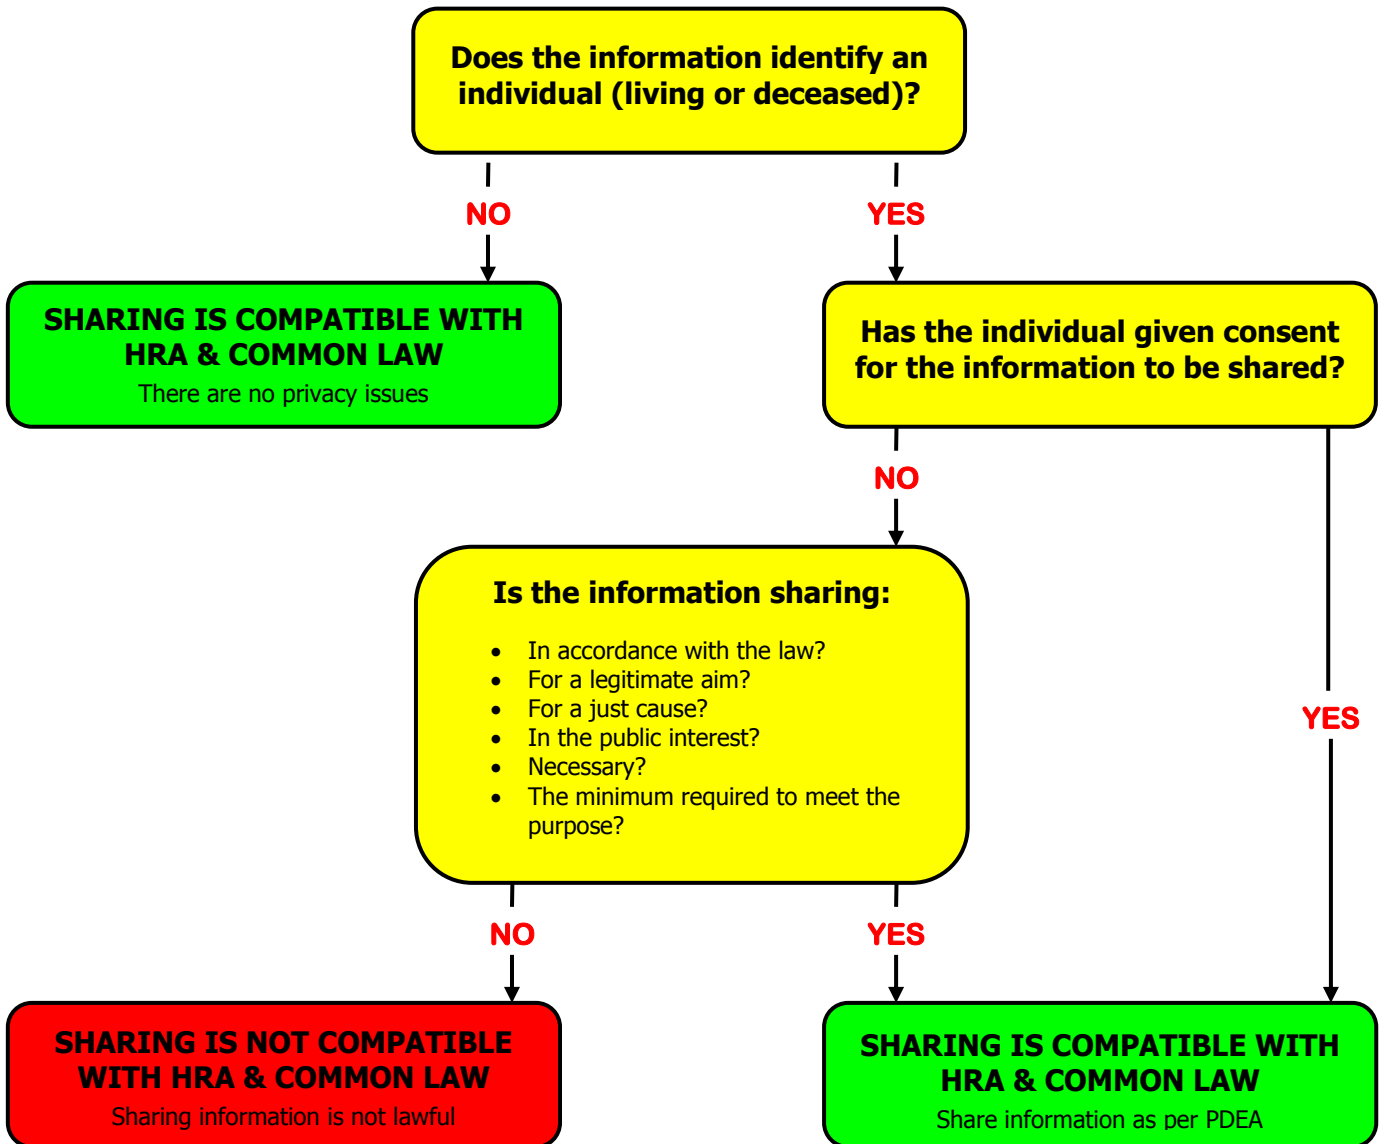 Does the information identify an
individual (living or deceased)?
NO
YES
SHARING IS COMPATIBLE WITH
HRA & COMMON LAW
There are no privacy issues
Has the individual given consent
for the information to be shared?
NO
Is the information sharing:
• In accordance with the law?
• For a legitimate aim?
• For a just cause?
• In the public interest?
• Necessary?
• The minimum required to meet the
purpose?
YES
NO
YES
SHARING IS NOT COMPATIBLE
WITH HRA & COMMON LAW
Sharing information is not lawful
SHARING IS COMPATIBLE WITH
HRA & COMMON LAW
Share information as per PDEA